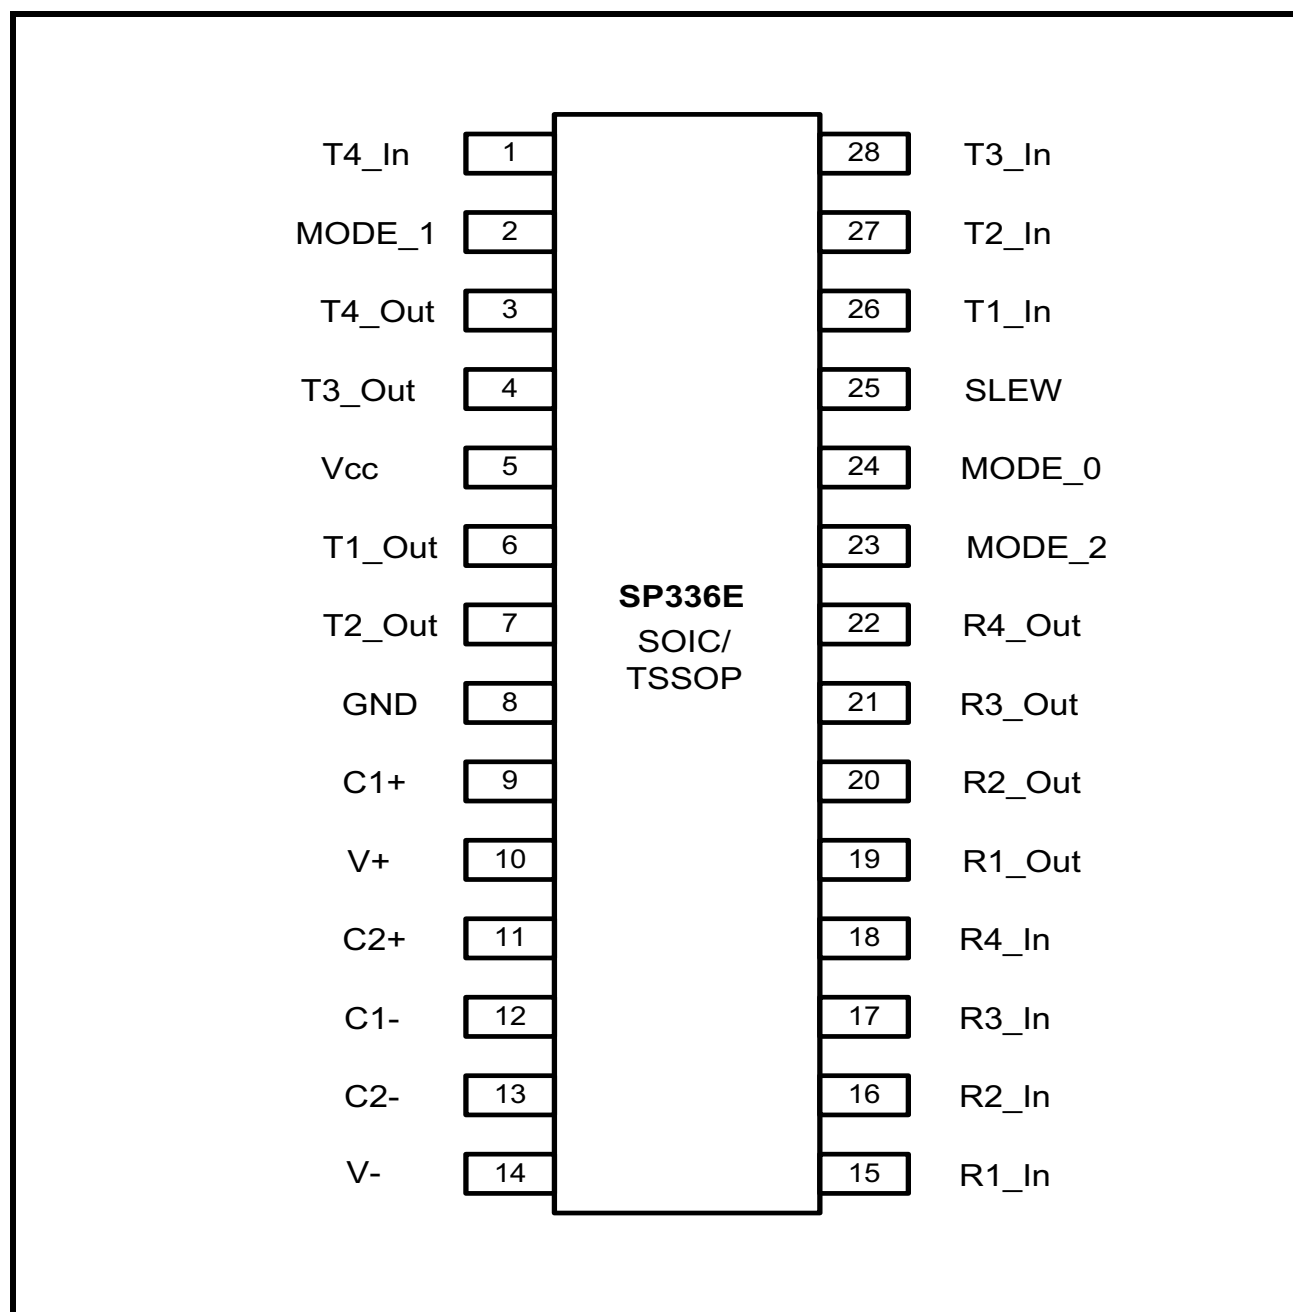 T4_In 1 28 T3_In
MODE_1 2 27 T2_In
T4_Out 3 26 T1_In
T3_Out 4 25 SLEW
Vcc 5 24 MODE_0
T1_Out 6 23 MODE_2
SP336E
SOIC/
TSSOP
T2_Out 7 22 R4_Out
GND 8 21 R3_Out
C1+ 9 20 R2_Out
V+ 10 19 R1_Out
C2+ 11 18 R4_In
C1- 12 17 R3_In
C2- 13 16 R2_In
V- 14 15 R1_In